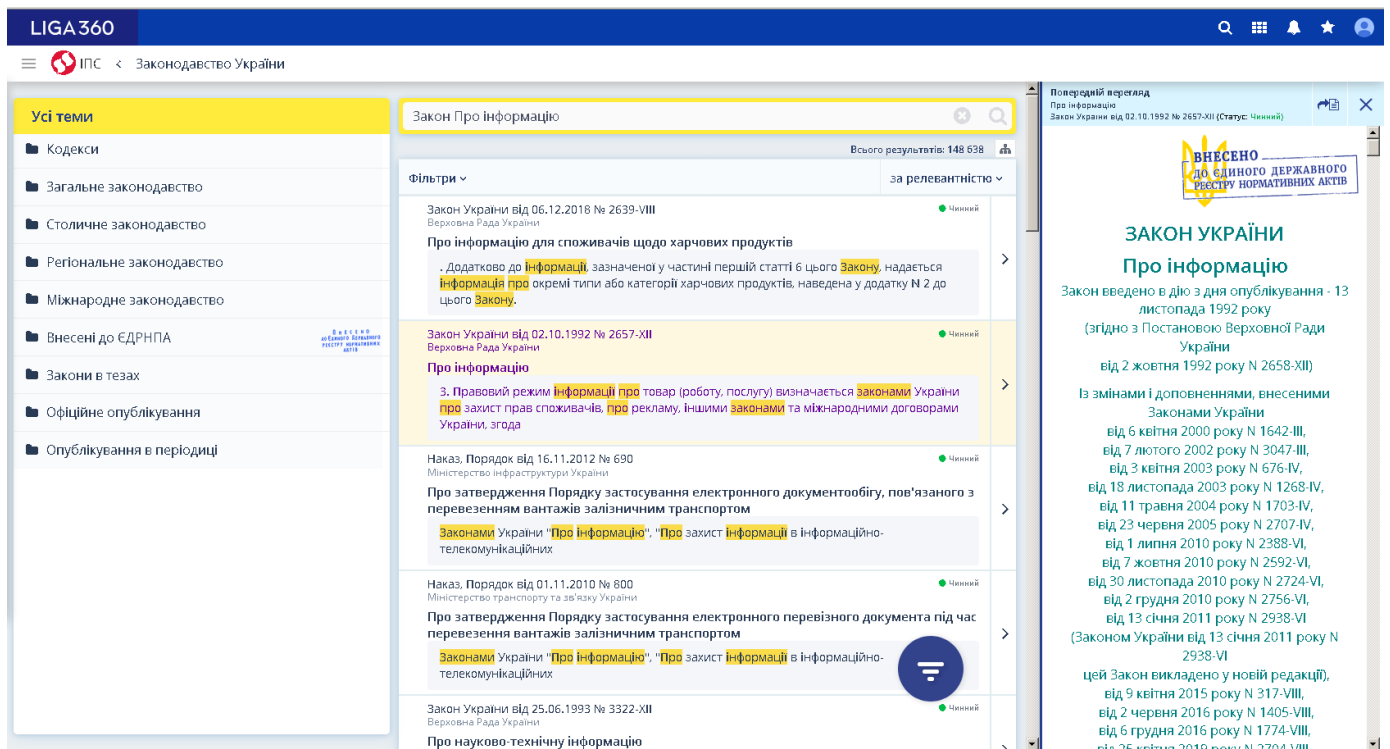 LIGA360
ІПС < Законодавство України
Усі теми
Кодекси
Загальне законодавство
Столичне законодавство
Регіональне законодавство
Міжнародне законодавство
Внесені до ЄДРНПА
Внесено
до Єдиного Державного
реєстру нормативних
актів
Закони в тезах
Офіційне опублікування
Опублікування в періодиці
Закон Про інформацію
Всього результатів: 148 638
Фільтри
за релевантністю
Закон України від 06.12.2018 № 2639-VIII
Чинний
Верховна Рада України
Про інформацію для споживачів щодо харчових продуктів
. Додатково до інформації, зазначеної у частині першій статті 6 цього Закону, надається
інформація про окремі типи або категорії харчових продуктів, наведена у додатку N 2 до
цього Закону.
Закон України від 02.10.1992 № 2657-XII
Чинний
Верховна Рада України
Про інформацію
3. Правовий режим інформації про товар (роботу, послугу) визначається законами України
про захист прав споживачів, про рекламу, іншими законами та міжнародними договорами
України, згода
Наказ, Порядок від 16.11.2012 № 690
Чинний
Міністерство інфраструктури України
Про затвердження Порядку застосування електронного документообігу, пов'язаного з
перевезенням вантажів залізничним транспортом
Законами України "Про інформацію", "Про захист інформації в інформаційно-
телекомунікаційних
Наказ, Порядок від 01.11.2010 № 800
Чинний
Міністерство транспорту та зв'язку України
Про затвердження Порядку застосування електронного перевізного документа під час
перевезення вантажів залізничним транспортом
Законами України "Про інформацію", "Про захист інформації в інформаційно-
телекомунікаційних
Закон України від 25.06.1993 № 3322-XII
Чинний
Верховна Рада України
Про науково-технічну інформацію
Попередній перегляд
Про інформацію
Закон України від 02.10.1992 № 2657-XII (Статус: Чинний)
ВНЕСЕНО
ДО ЄДИНОГО ДЕРЖАВНОГО
РЕЄСТРУ НОРМАТИВНИХ АКТІВ
ЗАКОН УКРАЇНИ
Про інформацію
Закон введено в дію з дня опублікування - 13
листопада 1992 року
(згідно з Постановою Верховної Ради
України
від 2 жовтня 1992 року N 2658-XII)
Із змінами і доповненнями, внесеними
Законами України
від 6 квітня 2000 року N 1642-III,
від 7 лютого 2002 року N 3047-III,
від 3 квітня 2003 року N 676-IV,
від 18 листопада 2003 року N 1268-IV,
від 11 травня 2004 року N 1703-IV,
від 23 червня 2005 року N 2707-IV,
від 1 липня 2010 року N 2388-VI,
від 7 жовтня 2010 року N 2592-VI,
від 30 листопада 2010 року N 2724-VI,
від 2 грудня 2010 року N 2756-VI,
від 13 січня 2011 року N 2938-VI
(Законом України від 13 січня 2011 року N
2938-VI
цей Закон викладено у новій редакції),
від 9 квітня 2015 року N 317-VIII,
від 2 червня 2016 року N 1405-VIII,
від 6 грудня 2016 року N 1774-VIII,
від 25 квітня 2019 року N 2704-VIII